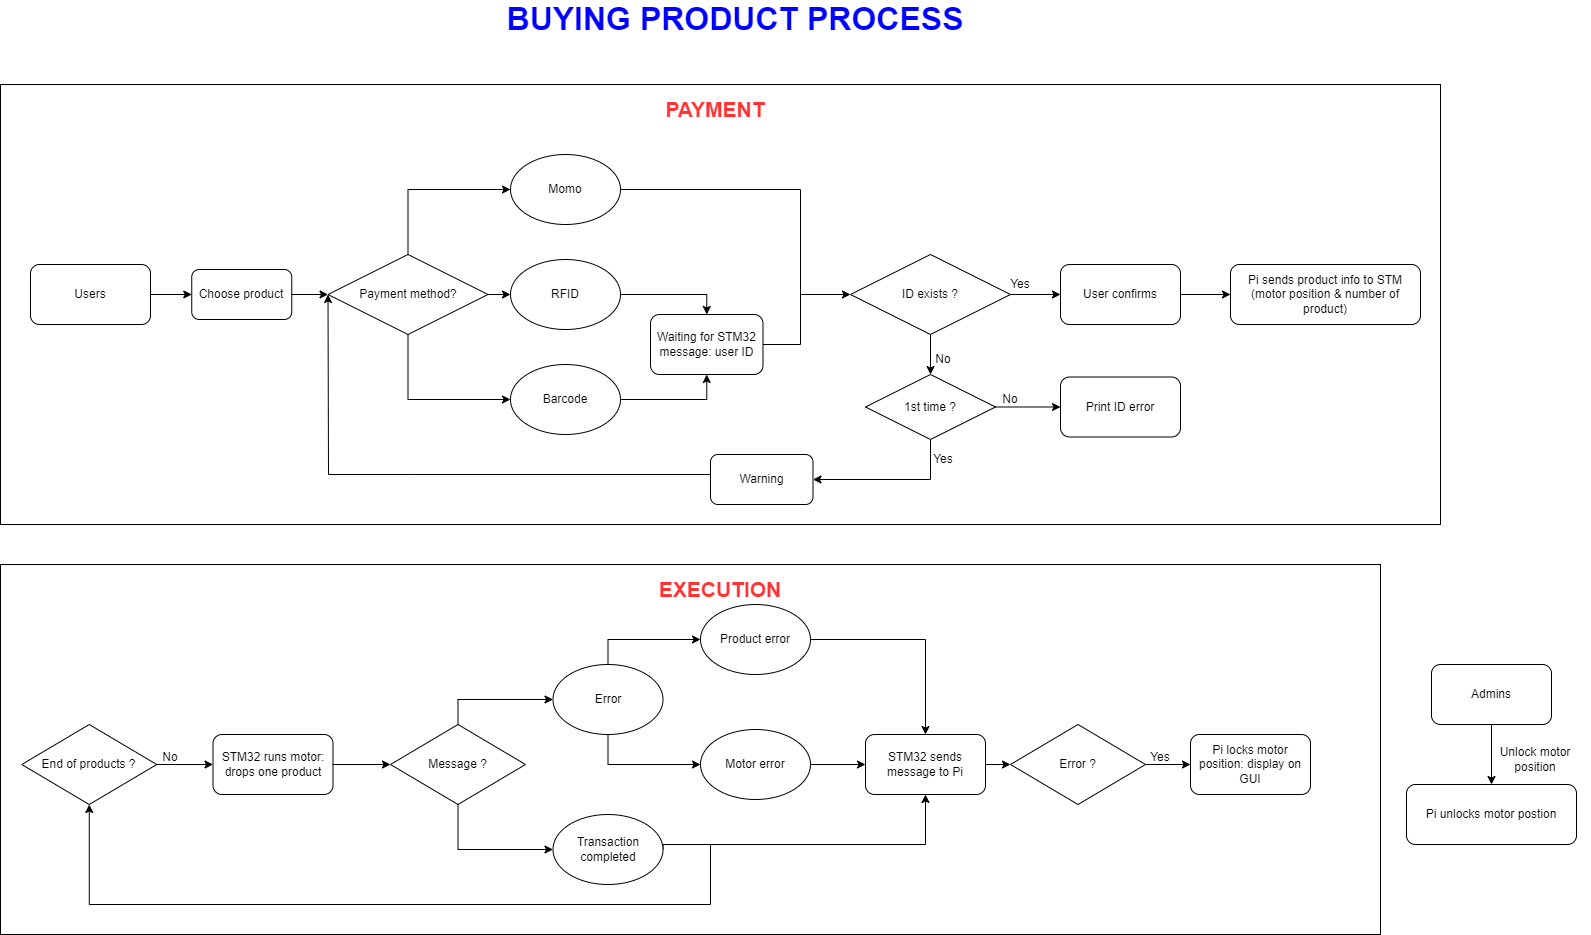 BUYING PRODUCT PROCESS
PAYMENT
Momo
Users
Choose product
Payment method?
RFID
Waiting for STM32
message: user ID
Barcode
ID exists ?
Yes
User confirms
Pi sends product info to STM
(motor position & number of
product)
No
1st time ?
No
Print ID error
Yes
Warning
EXECUTION
Product error
Error
Motor error
End of products ?
No
STM32 runs motor:
drops one product
Message ?
Transaction
completed
STM32 sends
message to Pi
Error ?
Yes
Pi locks motor
position: display on
GUI
Admins
Unlock motor
position
Pi unlocks motor postion